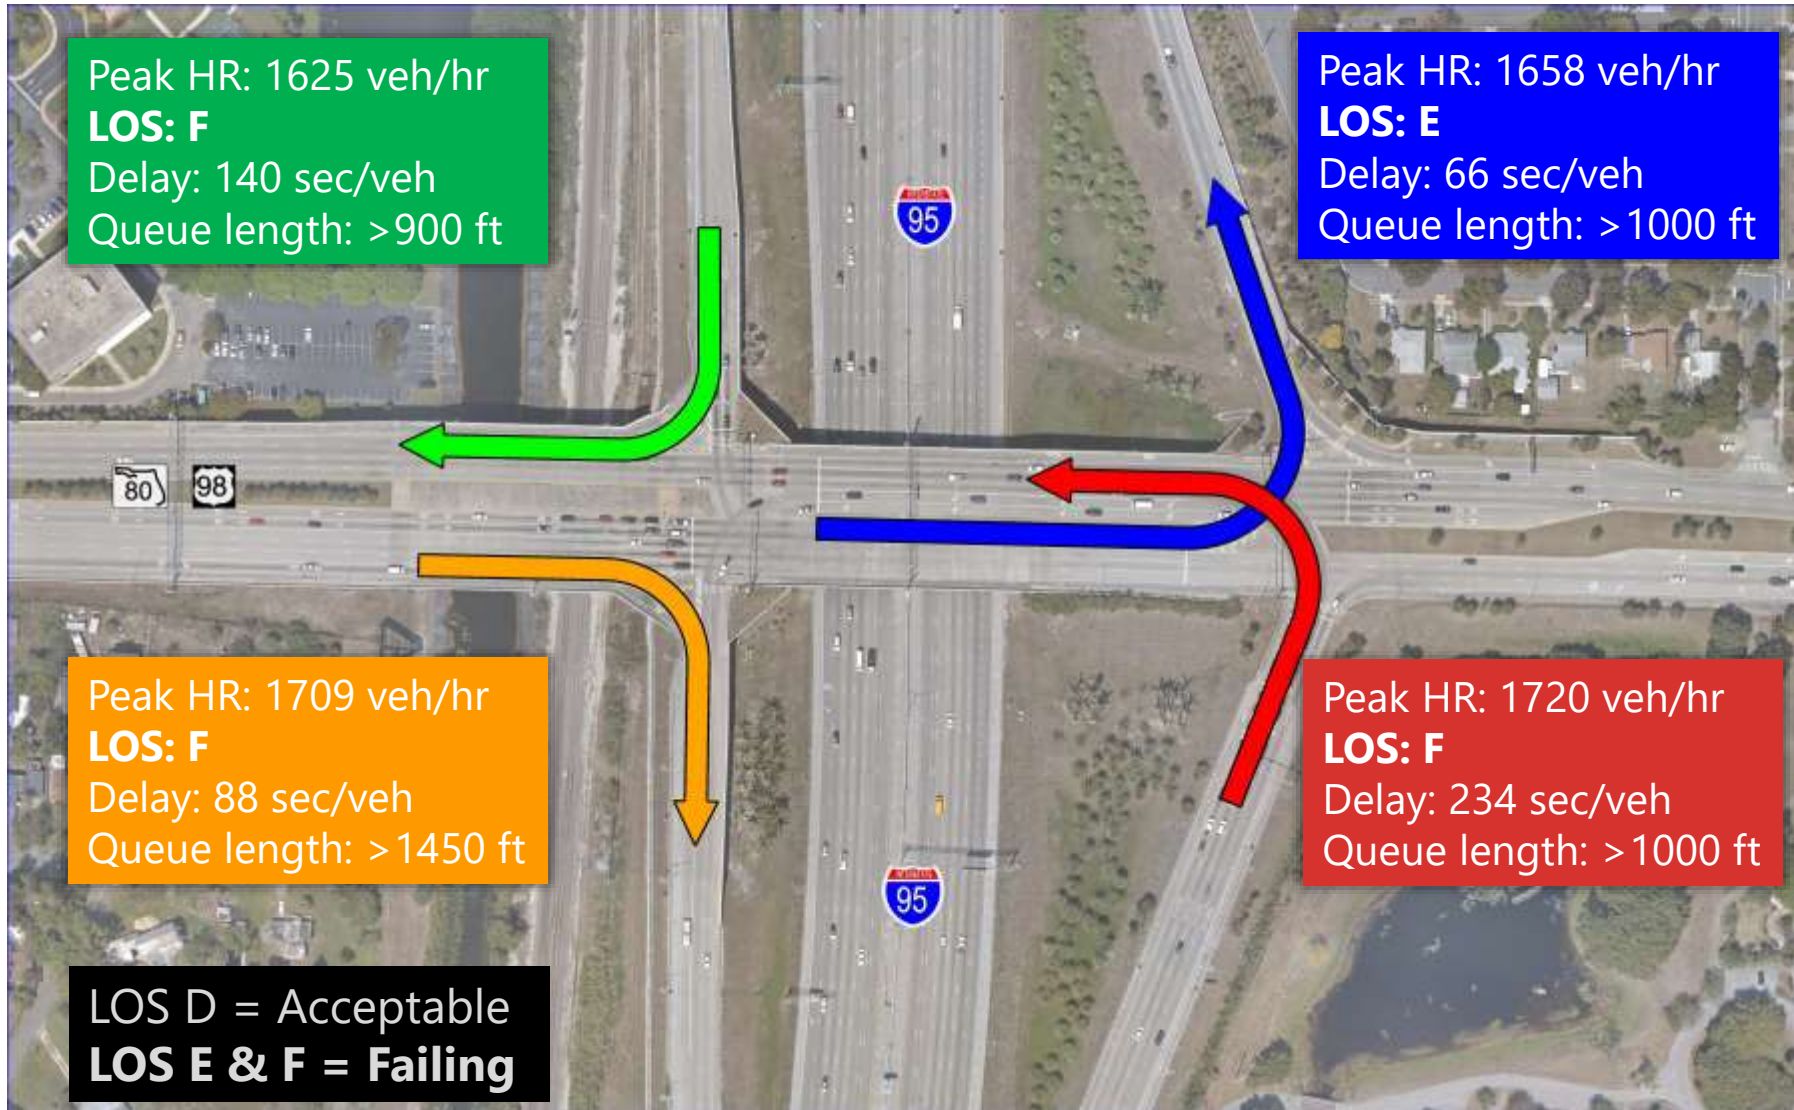 Peak HR: 1625 veh/hr
LOS: F
Delay: 140 sec/veh
Queue length: >900 ft
Peak HR: 1658 veh/hr
LOS: E
Delay: 66 sec/veh
Queue length: >1000 ft
95
80
98
Peak HR: 1709 veh/hr
LOS: F
Delay: 88 sec/veh
Queue length: >1450 ft
Peak HR: 1720 veh/hr
LOS: F
Delay: 234 sec/veh
Queue length: >1000 ft
95
LOS D = Acceptable
LOS E & F = Failing